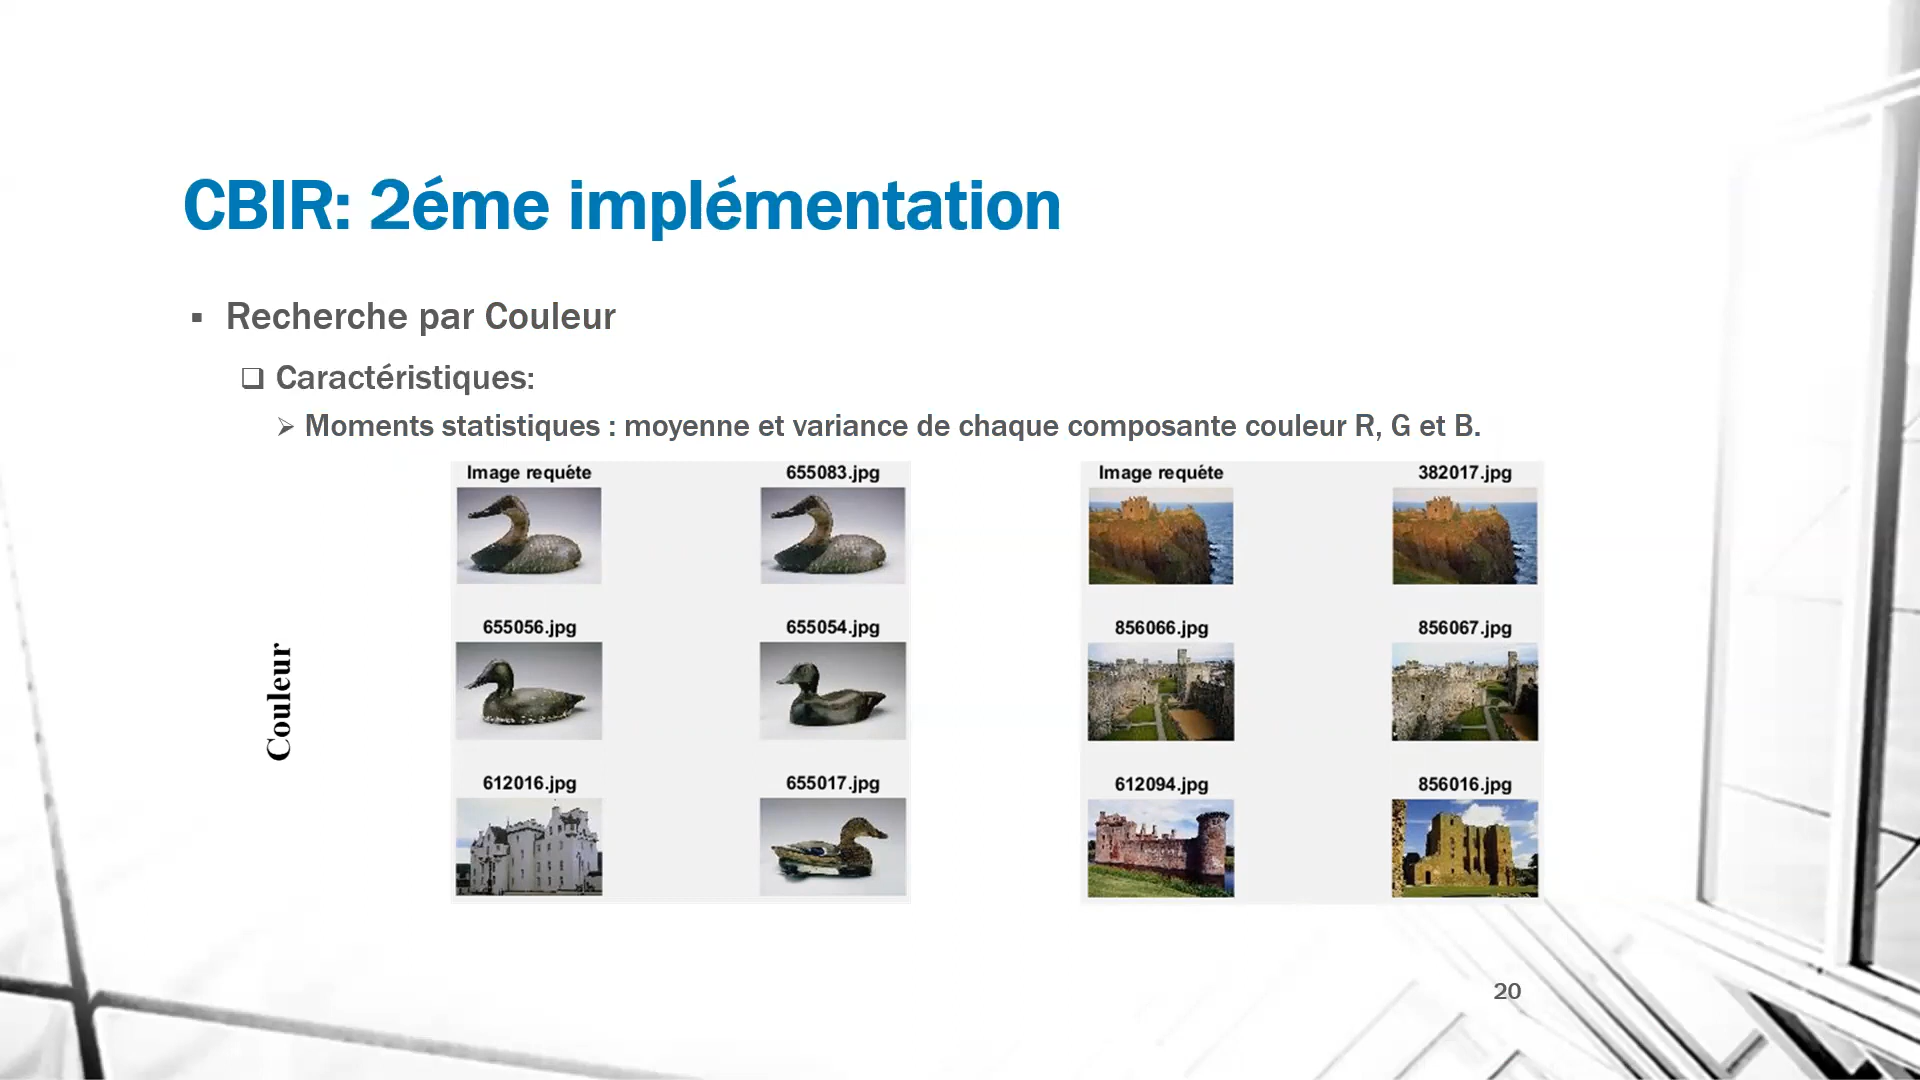 CBIR: 2éme implémentation
▪ Recherche par Couleur
❑ Caractéristiques:
➢ Moments statistiques : moyenne et variance de chaque composante couleur R, G et B.
Couleur
Image requéte 655083.jpg
655056.jpg 655054.jpg
612016.jpg 655017.jpg
Image requéte 382017.jpg
856066.jpg 856067.jpg
612094.jpg 856016.jpg
20